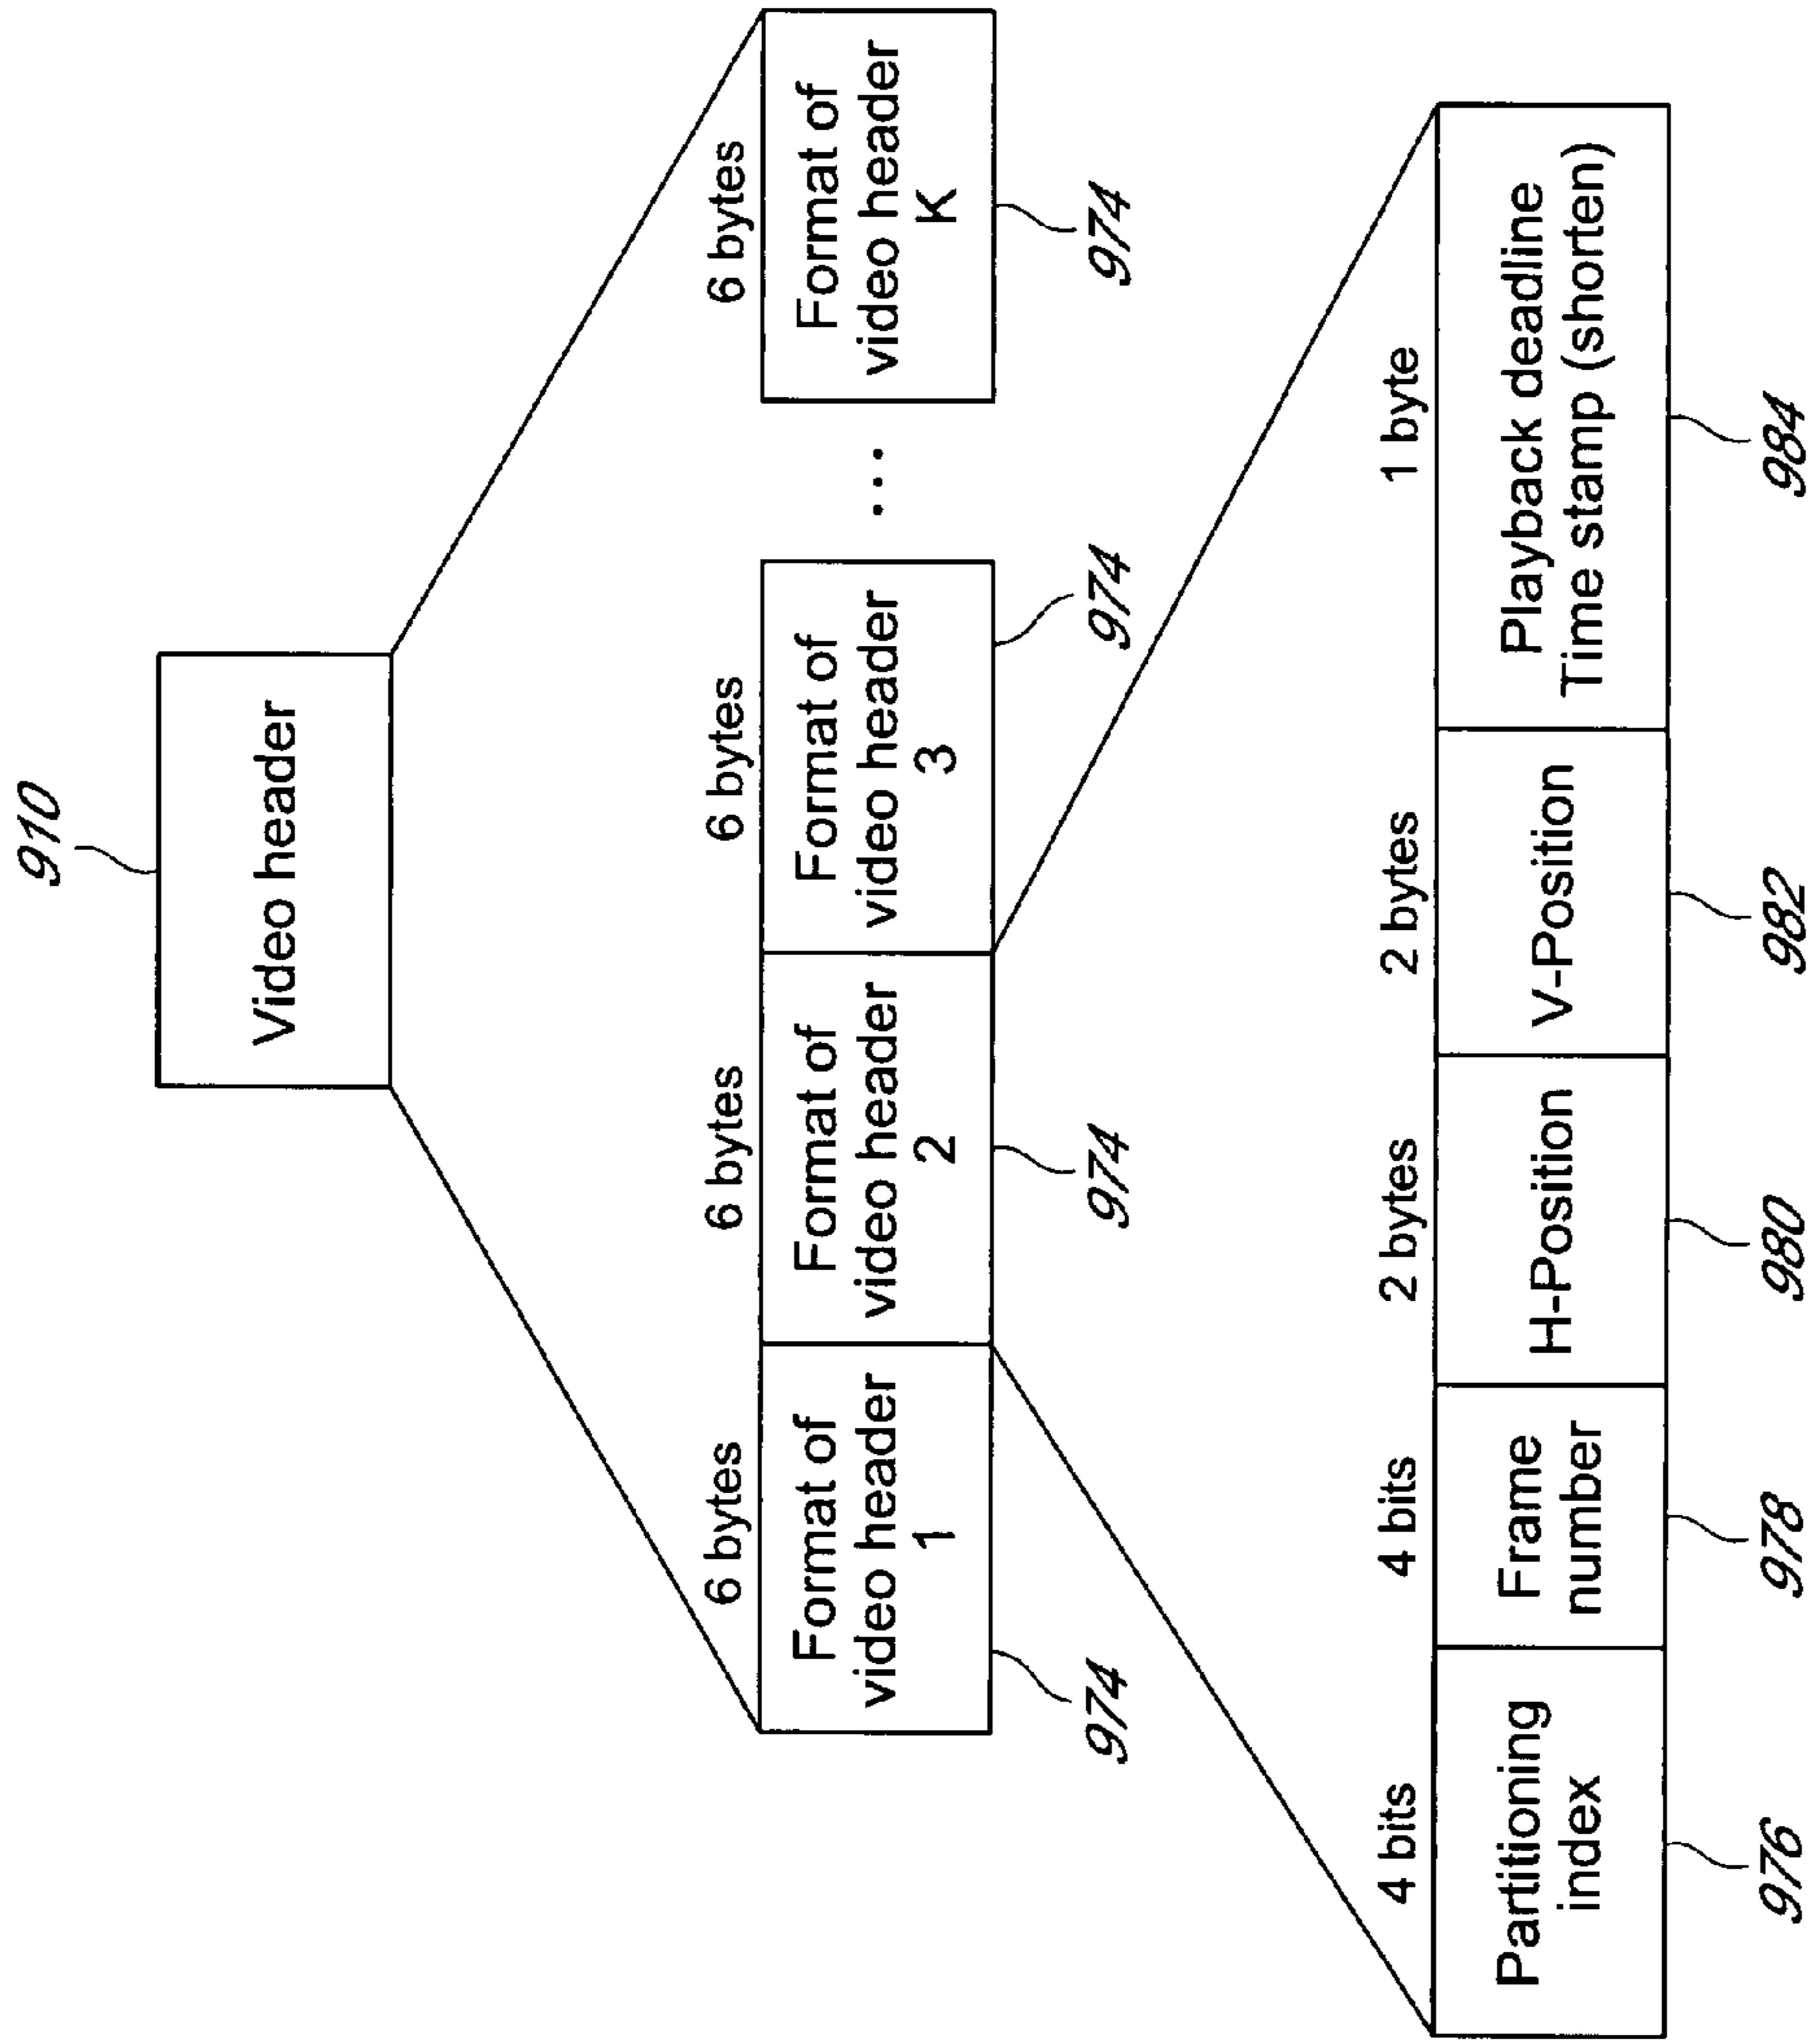 910
Video header
6 bytes
6 bytes
6 bytes
6 bytes
Format of
video header
1
Format of
video header
2
Format of
video header
3
...
Format of
video header
K
974
974
974
974
4 bits
4 bits
2 bytes
2 bytes
1 byte
Partitioning
index
Frame
number
H-Position
V-Position
Playback deadline
Time stamp (shorten)
976
978
980
982
984